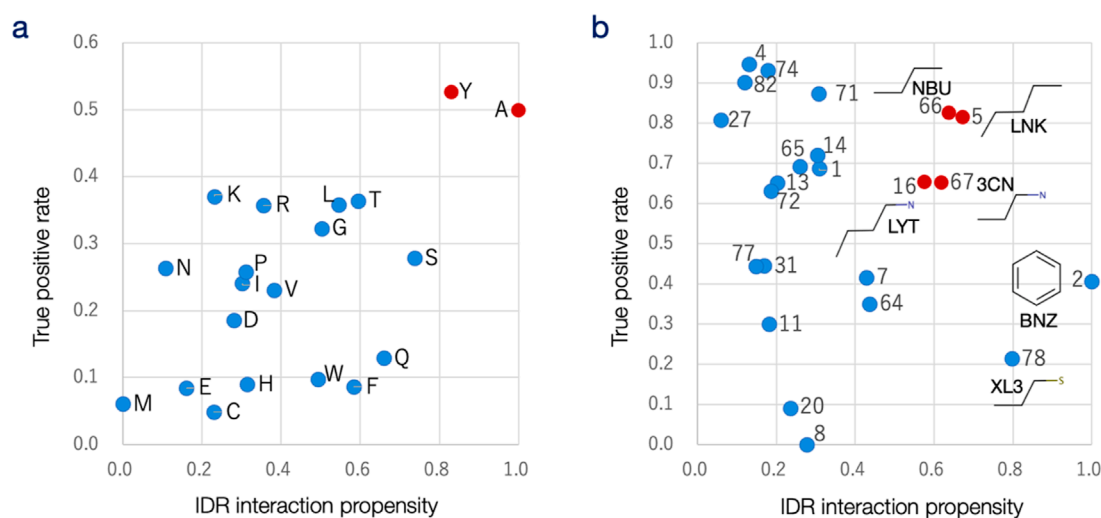 a
0.6
0.5
0.4
0.3
0.2
0.1
0.0
True positive rate
Y
A
K
R
L
T
G
N
P
I
V
S
D
Q
M
E
H
W
F
C
0.0 0.2 0.4 0.6 0.8 1.0
IDR interaction propensity
b
1.0
0.9
0.8
0.7
0.6
0.5
0.4
0.3
0.2
0.1
0.0
True positive rate
4
74
82
71
27
NBU
66
5
LNK
65
14
1
13
72
16
67
3CN
N
LYT
N
77
31
7
64
11
2
BNZ
78
XL3
S
20
8
0.0 0.2 0.4 0.6 0.8 1.0
IDR interaction propensity